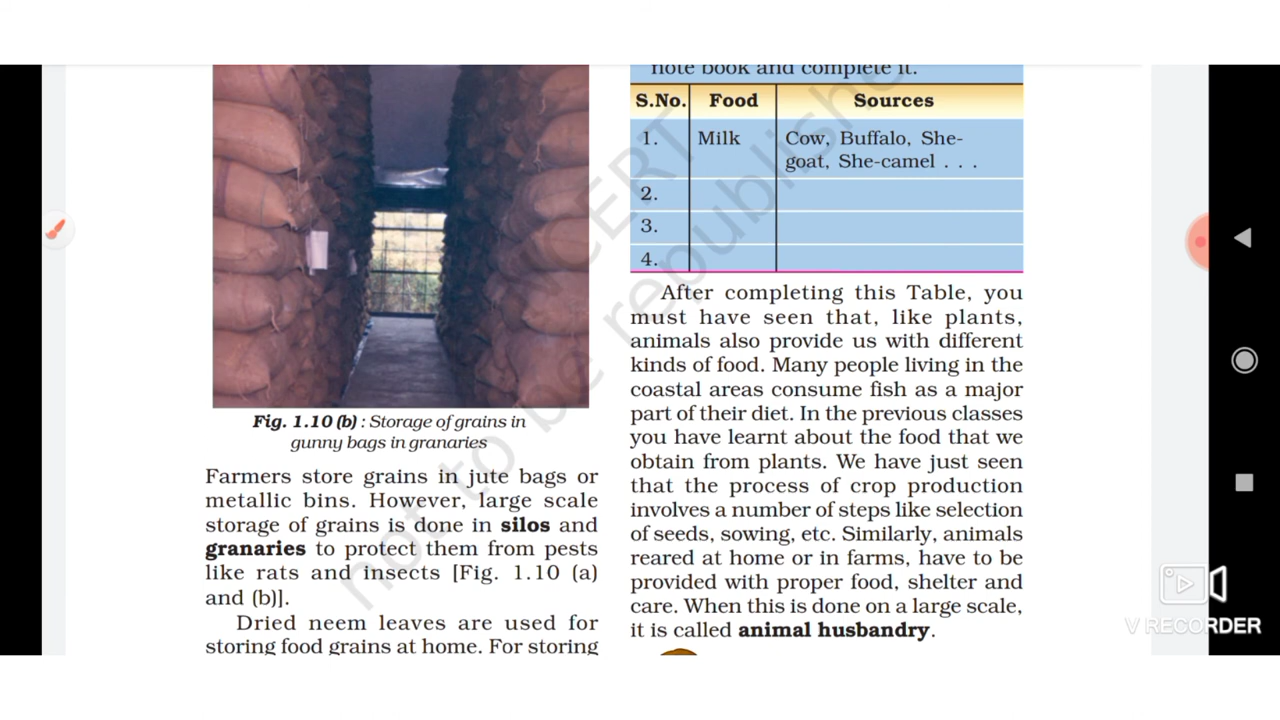 Fig. 1.10 (b) : Storage of grains in
gunny bags in granaries
Farmers store grains in jute bags or
metallic bins. However, large scale
storage of grains is done in silos and
granaries to protect them from pests
like rats and insects [Fig. 1.10 (a)
and (b)].
Dried neem leaves are used for
storing food grains at home. For storing
note book and complete it.
S.No. Food Sources
1. Milk Cow, Buffalo, She-
goat, She-camel . . .
2.
3.
4.
After completing this Table, you
must have seen that, like plants,
animals also provide us with different
kinds of food. Many people living in the
coastal areas consume fish as a major
part of their diet. In the previous classes
you have learnt about the food that we
obtain from plants. We have just seen
that the process of crop production
involves a number of steps like selection
of seeds, sowing, etc. Similarly, animals
reared at home or in farms, have to be
provided with proper food, shelter and
care. When this is done on a large scale,
it is called animal husbandry.
NCERT
not to be republishe
V RECORDER